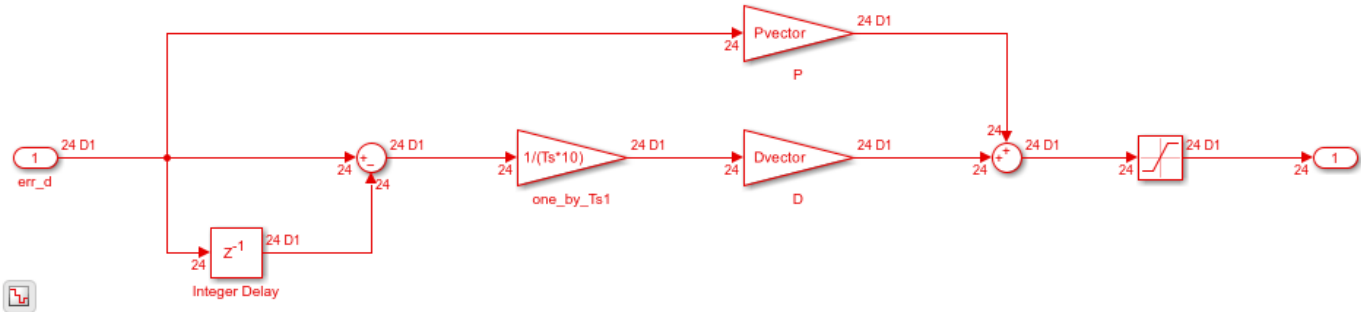 24 D1
Pvector
24
P
24
24 D1
1
err_d
24 D1
+
−
24
24
24 D1
1/(Ts*10)
24
one_by_Ts1
24 D1
Dvector
24
D
24 D1
+
+
24
24 D1
24
24 D1
24
1
z-1
24
24 D1
Integer Delay